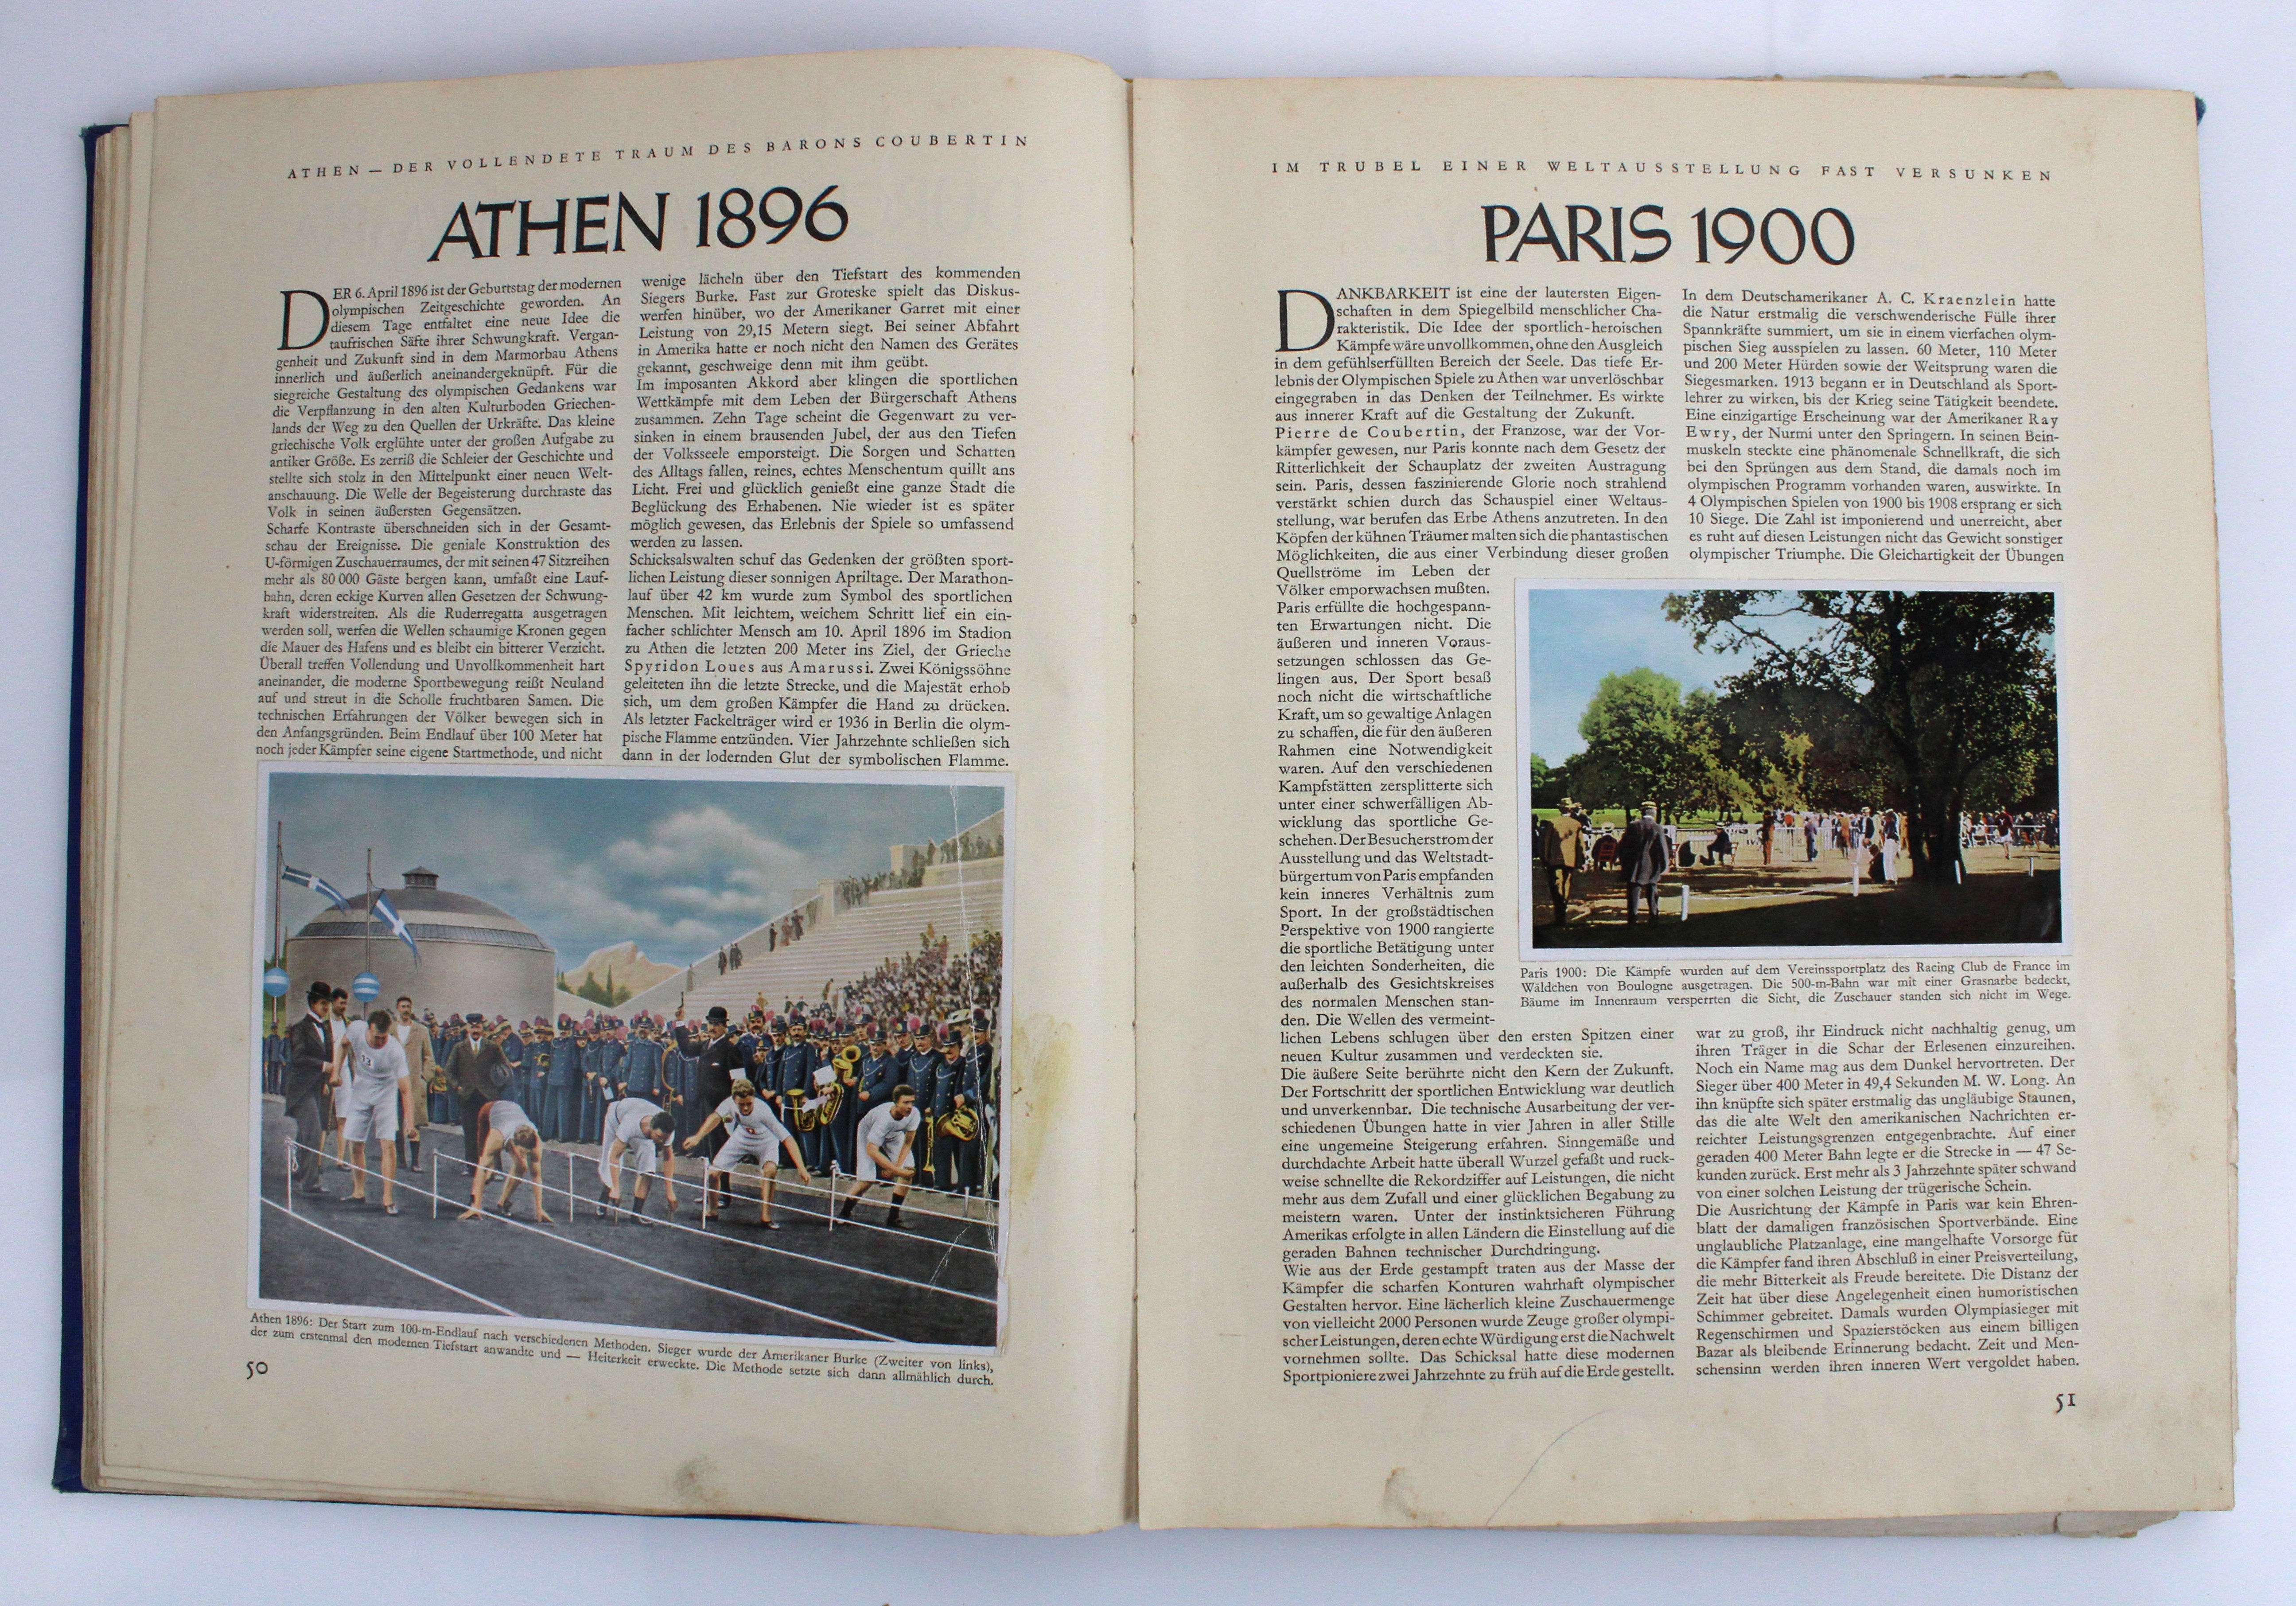 ATHEN — DER VOLLENDETE TRAUM DES BARONS COUBERTIN
ATHEN 1896
DER 6. April 1896 ist der Geburtstag der modernen
olympischen Zeitgeschichte geworden. An
diesem Tage entfaltet eine neue Idee die
taufrischen Säfte ihrer Schwungkraft. Vergan-
genheit und Zukunft sind in dem Marmorbau Athens
innerlich und äußerlich aneinandergeknüpft. Für die
siegreiche Gestaltung des olympischen Gedankens war
die Verpflanzung in den alten Kulturboden Griechen-
lands der Weg zu den Quellen der Urkräfte. Das kleine
griechische Volk erglühte unter der großen Aufgabe zu
antiker Größe. Es zerriß die Schleier der Geschichte und
stellte sich stolz in den Mittelpunkt einer neuen Welt-
anschauung. Die Welle der Begeisterung durchraste das
Volk in seinen äußersten Gegensätzen.
Scharfe Kontraste überschneiden sich in der Gesamt-
schau der Ereignisse. Die geniale Konstruktion des
U-förmigen Zuschauerraumes, der mit seinen 47 Sitzreihen
mehr als 80 000 Gäste bergen kann, umfaßt eine Lauf-
bahn, deren eckige Kurven allen Gesetzen der Schwung-
kraft widerstreiten. Als die Ruderregatta ausgetragen
werden soll, werfen die Wellen schaumige Kronen gegen
die Mauer des Hafens und es bleibt ein bitterer Verzicht.
Überall treffen Vollendung und Unvollkommenheit hart
aneinander, die moderne Sportbewegung reißt Neuland
auf und streut in die Scholle fruchtbaren Samen. Die
technischen Erfahrungen der Völker bewegen sich in
den Anfangsgründen. Beim Endlauf über 100 Meter hat
noch jeder Kämpfer seine eigene Startmethode, und nicht
wenige lächeln über den Tiefstart des kommenden
Siegers Burke. Fast zur Groteske spielt das Diskus-
werfen hinüber, wo der Amerikaner Garret mit einer
Leistung von 29,15 Metern siegt. Bei seiner Abfahrt
in Amerika hatte er noch nicht den Namen des Gerätes
gekannt, geschweige denn mit ihm geübt.
Im imposanten Akkord aber klingen die sportlichen
Wettkämpfe mit dem Leben der Bürgerschaft Athens
zusammen. Zehn Tage scheint die Gegenwart zu ver-
sinken in einem brausenden Jubel, der aus den Tiefen
der Volksseele emporsteigt. Die Sorgen und Schatten
des Alltags fallen, reines, echtes Menschentum quillt ans
Licht. Frei und glücklich genießt eine ganze Stadt die
Beglückung des Erhabenen. Nie wieder ist es später
möglich gewesen, das Erlebnis der Spiele so umfassend
werden zu lassen.
Schicksalswalten schuf das Gedenken der größten sport-
lichen Leistung dieser sonnigen Apriltage. Der Marathon-
lauf über 42 km wurde zum Symbol des sportlichen
Menschen. Mit leichtem, weichem Schritt lief ein ein-
facher schlichter Mensch am 10. April 1896 im Stadion
zu Athen die letzten 200 Meter ins Ziel, der Grieche
Spyridon Loues aus Amarussi. Zwei Königssöhne
geleiteten ihn die letzte Strecke, und die Majestät erhob
sich, um dem großen Kämpfer die Hand zu drücken.
Als letzter Fackelträger wird er 1936 in Berlin die olym-
pische Flamme entzünden. Vier Jahrzehnte schließen sich
dann in der lodernden Glut der symbolischen Flamme.
13
Athen 1896: Der Start zum 100-m-Endlauf nach verschiedenen Methoden. Sieger wurde der Amerikaner Burke (Zweiter von links),
der zum erstenmal den modernen Tiefstart anwandte und — Heiterkeit erweckte. Die Methode setzte sich dann allmählich durch.
50
IM TRUBEL EINER WELTAUSSTELLUNG FAST VERSUNKEN
PARIS 1900
DANKBARKEIT ist eine der lautersten Eigen-
schaften in dem Spiegelbild menschlicher Cha-
rakteristik. Die Idee der sportlich-heroischen
Kämpfe wäre unvollkommen, ohne den Ausgleich
in dem gefühlserfüllten Bereich der Seele. Das tiefe Er-
lebnis der Olympischen Spiele zu Athen war unverlöschbar
eingegraben in das Denken der Teilnehmer. Es wirkte
aus innerer Kraft auf die Gestaltung der Zukunft.
Pierre de Coubertin, der Franzose, war der Vor-
kämpfer gewesen, nur Paris konnte nach dem Gesetz der
Ritterlichkeit der Schauplatz der zweiten Austragung
sein. Paris, dessen faszinierende Glorie noch strahlend
verstärkt schien durch das Schauspiel einer Weltaus-
stellung, war berufen das Erbe Athens anzutreten. In den
Köpfen der kühnen Träumer malten sich die phantastischen
Möglichkeiten, die aus einer Verbindung dieser großen
Quellströme im Leben der
Völker emporwachsen mußten.
Paris erfüllte die hochgespann-
ten Erwartungen nicht. Die
äußeren und inneren Voraus-
setzungen schlossen das Ge-
lingen aus. Der Sport besaß
noch nicht die wirtschaftliche
Kraft, um so gewaltige Anlagen
zu schaffen, die für den äußeren
Rahmen eine Notwendigkeit
waren. Auf den verschiedenen
Kampfstätten zersplitterte sich
unter einer schwerfälligen Ab-
wicklung das sportliche Ge-
schehen. Der Besucherstrom der
Ausstellung und das Weltstadt-
bürgertum von Paris empfanden
kein inneres Verhältnis zum
Sport. In der großstädtischen
Perspektive von 1900 rangierte
die sportliche Betätigung unter
den leichten Sonderheiten, die
außerhalb des Gesichtskreises
des normalen Menschen stan-
den. Die Wellen des vermeint-
lichen Lebens schlugen über den ersten Spitzen einer
neuen Kultur zusammen und verdeckten sie.
Die äußere Seite berührte nicht den Kern der Zukunft.
Der Fortschritt der sportlichen Entwicklung war deutlich
und unverkennbar. Die technische Ausarbeitung der ver-
schiedenen Übungen hatte in vier Jahren in aller Stille
eine ungemeine Steigerung erfahren. Sinngemäße und
durchdachte Arbeit hatte überall Wurzel gefaßt und ruck-
weise schnellte die Rekordziffer auf Leistungen, die nicht
mehr aus dem Zufall und einer glücklichen Begabung zu
meistern waren. Unter der instinktsicheren Führung
Amerikas erfolgte in allen Ländern die Einstellung auf die
geraden Bahnen technischer Durchdringung.
Wie aus der Erde gestampft traten aus der Masse der
Kämpfer die scharfen Konturen wahrhaft olympischer
Gestalten hervor. Eine lächerlich kleine Zuschauermenge
von vielleicht 2000 Personen wurde Zeuge großer olympi-
scher Leistungen, deren echte Würdigung erst die Nachwelt
vornehmen sollte. Das Schicksal hatte diese modernen
Sportpioniere zwei Jahrzehnte zu früh auf die Erde gestellt.
In dem Deutschamerikaner A. C. Kraenzlein hatte
die Natur erstmalig die verschwenderische Fülle ihrer
Spannkräfte summiert, um sie in einem vierfachen olym-
pischen Sieg ausspielen zu lassen. 60 Meter, 110 Meter
und 200 Meter Hürden sowie der Weitsprung waren die
Siegesmarken. 1913 begann er in Deutschland als Sport-
lehrer zu wirken, bis der Krieg seine Tätigkeit beendete.
Eine einzigartige Erscheinung war der Amerikaner Ray
Ewry, der Nurmi unter den Springern. In seinen Bein-
muskeln steckte eine phänomenale Schnellkraft, die sich
bei den Sprüngen aus dem Stand, die damals noch im
olympischen Programm vorhanden waren, auswirkte. In
4 Olympischen Spielen von 1900 bis 1908 ersprang er sich
10 Siege. Die Zahl ist imponierend und unerreicht, aber
es ruht auf diesen Leistungen nicht das Gewicht sonstiger
olympischer Triumphe. Die Gleichartigkeit der Übungen
Paris 1900: Die Kämpfe wurden auf dem Vereinssportplatz des Racing Club de France im
Wäldchen von Boulogne ausgetragen. Die 500-m-Bahn war mit einer Grasnarbe bedeckt,
Bäume im Innenraum versperrten die Sicht, die Zuschauer standen sich nicht im Wege.
war zu groß, ihr Eindruck nicht nachhaltig genug, um
ihren Träger in die Schar der Erlesenen einzureihen.
Noch ein Name mag aus dem Dunkel hervortreten. Der
Sieger über 400 Meter in 49,4 Sekunden M. W. Long. An
ihn knüpfte sich später erstmalig das ungläubige Staunen,
das die alte Welt den amerikanischen Nachrichten er-
reichter Leistungsgrenzen entgegenbrachte. Auf einer
geraden 400 Meter Bahn legte er die Strecke in — 47 Se-
kunden zurück. Erst mehr als 3 Jahrzehnte später schwand
von einer solchen Leistung der trügerische Schein.
Die Ausrichtung der Kämpfe in Paris war kein Ehren-
blatt der damaligen französischen Sportverbände. Eine
unglaubliche Platzanlage, eine mangelhafte Vorsorge für
die Kämpfer fand ihren Abschluß in einer Preisverteilung,
die mehr Bitterkeit als Freude bereitete. Die Distanz der
Zeit hat über diese Angelegenheit einen humoristischen
Schimmer gebreitet. Damals wurden Olympiasieger mit
Regenschirmen und Spazierstöcken aus einem billigen
Bazar als bleibende Erinnerung bedacht. Zeit und Men-
schensinn werden ihren inneren Wert vergoldet haben.
51